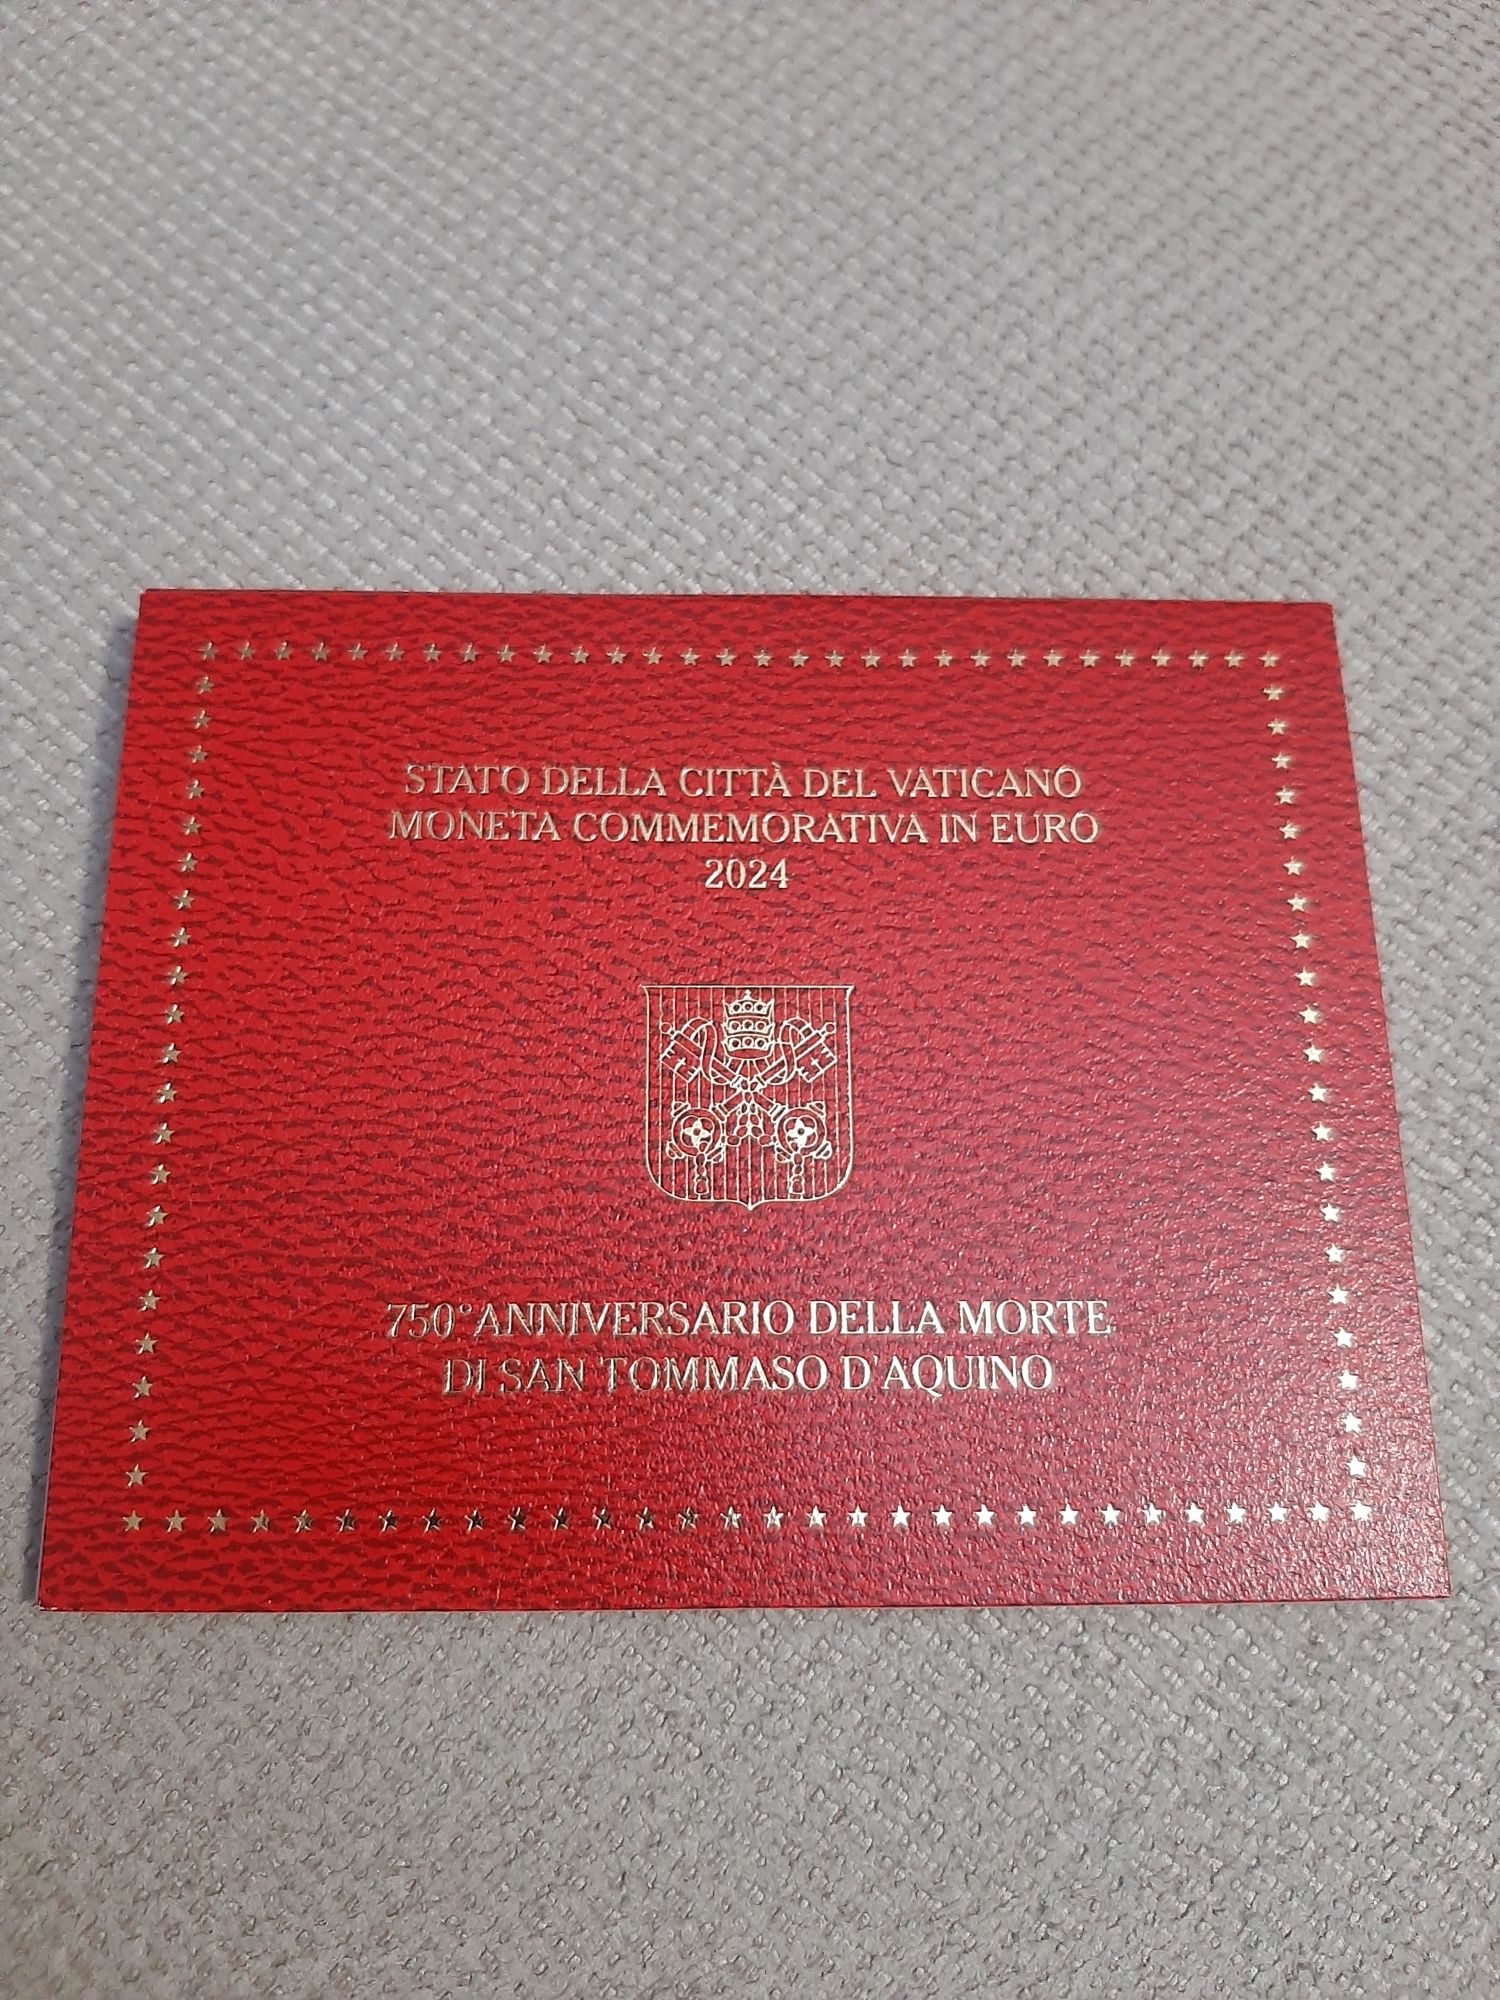 STATO DELLA CITTÀ DEL VATICANO
MONETA COMMEMORATIVA IN EURO
2024
750° ANNIVERSARIO DELLA MORTE
DI SAN TOMMASO D'AQUINO